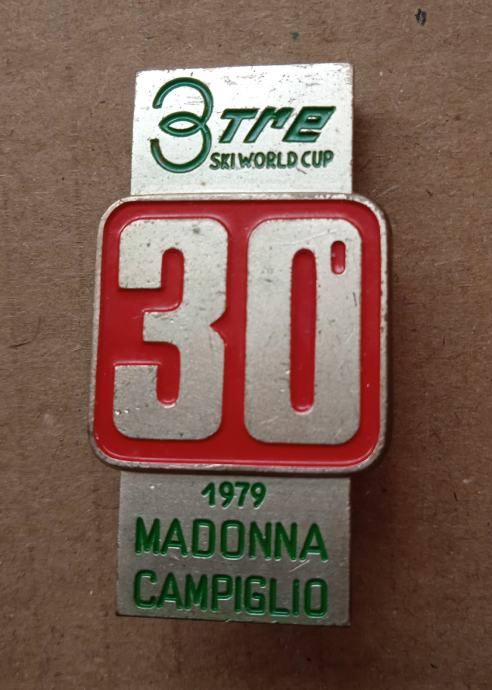 3TRE
SKI WORLD CUP
30°
1979
MADONNA
CAMPIGLIO